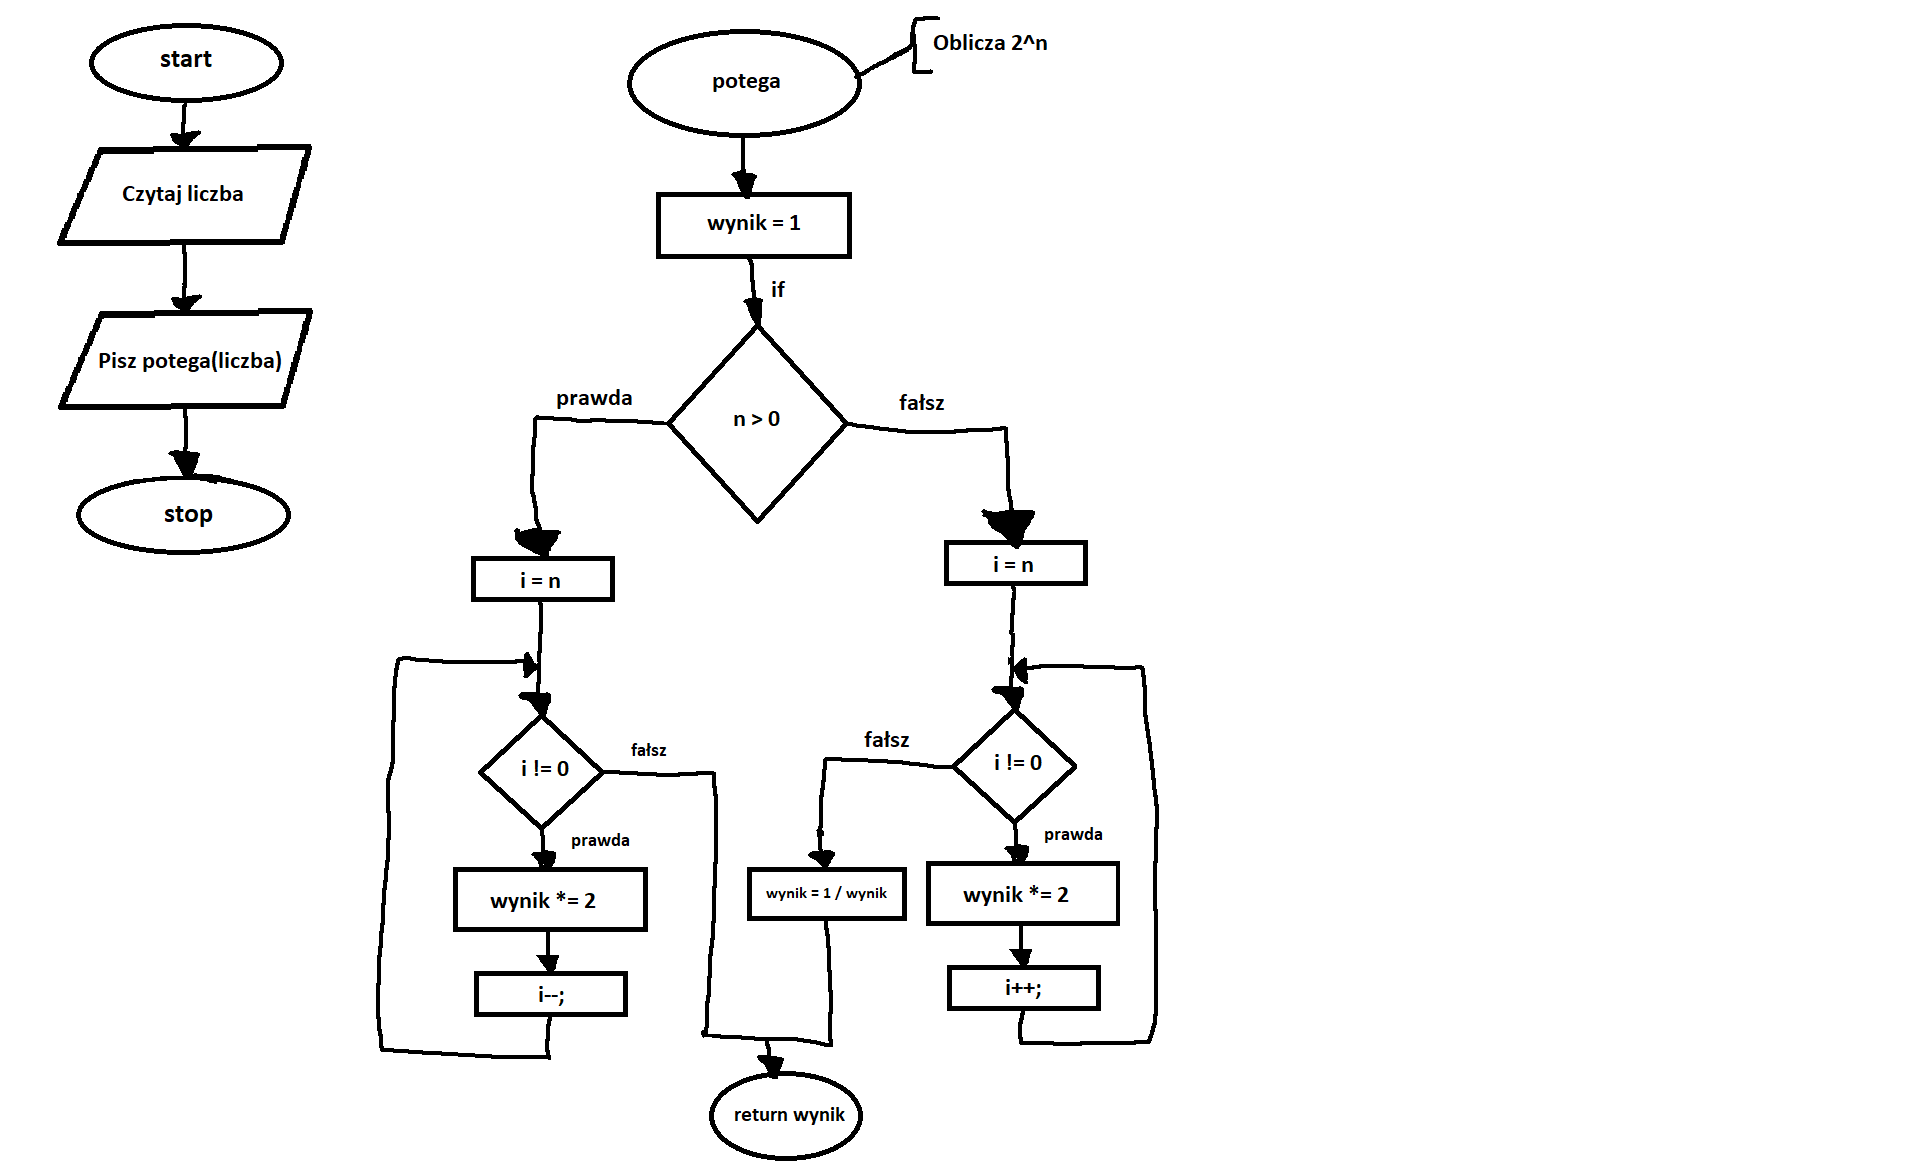 start
Czytaj liczba
Pisz potega(liczba)
stop
potega
Oblicza 2^n
wynik = 1
if
n > 0
prawda
fałsz
i = n
i != 0
fałsz
prawda
wynik *= 2
i--;
i = n
i != 0
fałsz
prawda
wynik = 1 / wynik
wynik *= 2
i++;
return wynik